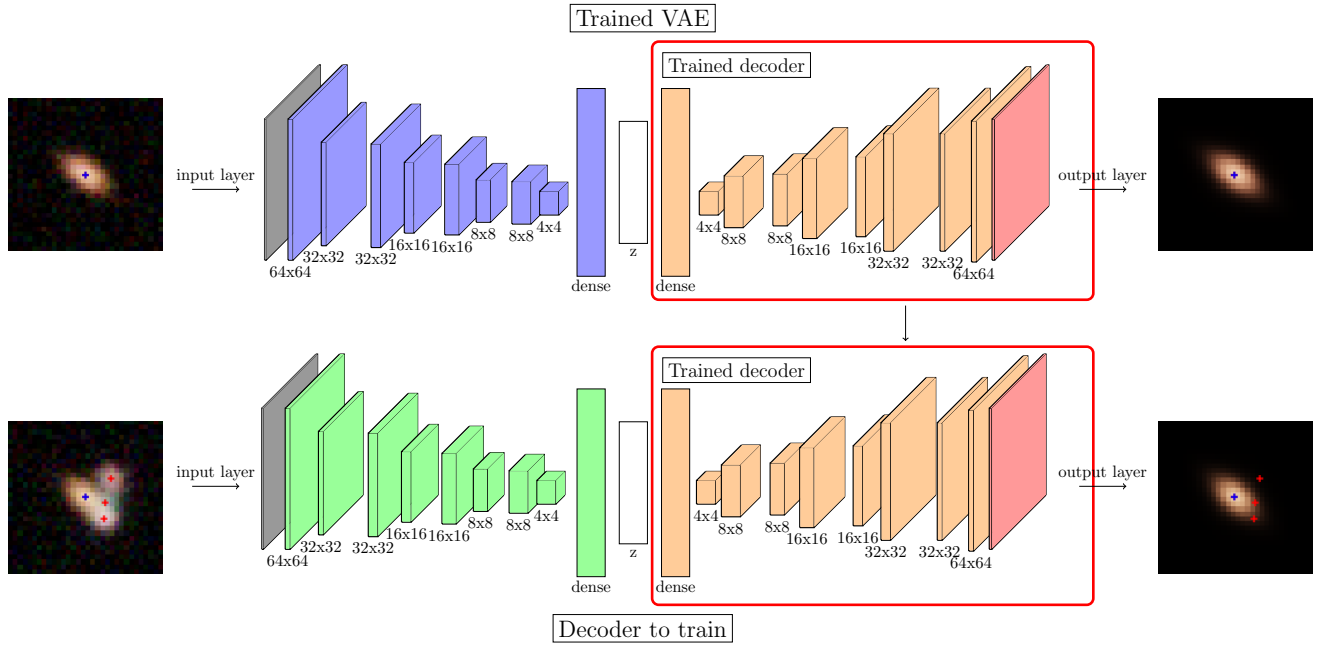 Trained VAE
Trained decoder
input layer
output layer
64x64
32x32
32x32
16x16
16x16
8x8
8x8
4x4
dense
z
dense
4x4
8x8
8x8
16x16
16x16
32x32
32x32
64x64
Trained decoder
input layer
output layer
64x64
32x32
32x32
16x16
16x16
8x8
8x8
4x4
dense
z
dense
4x4
8x8
8x8
16x16
16x16
32x32
32x32
64x64
Decoder to train